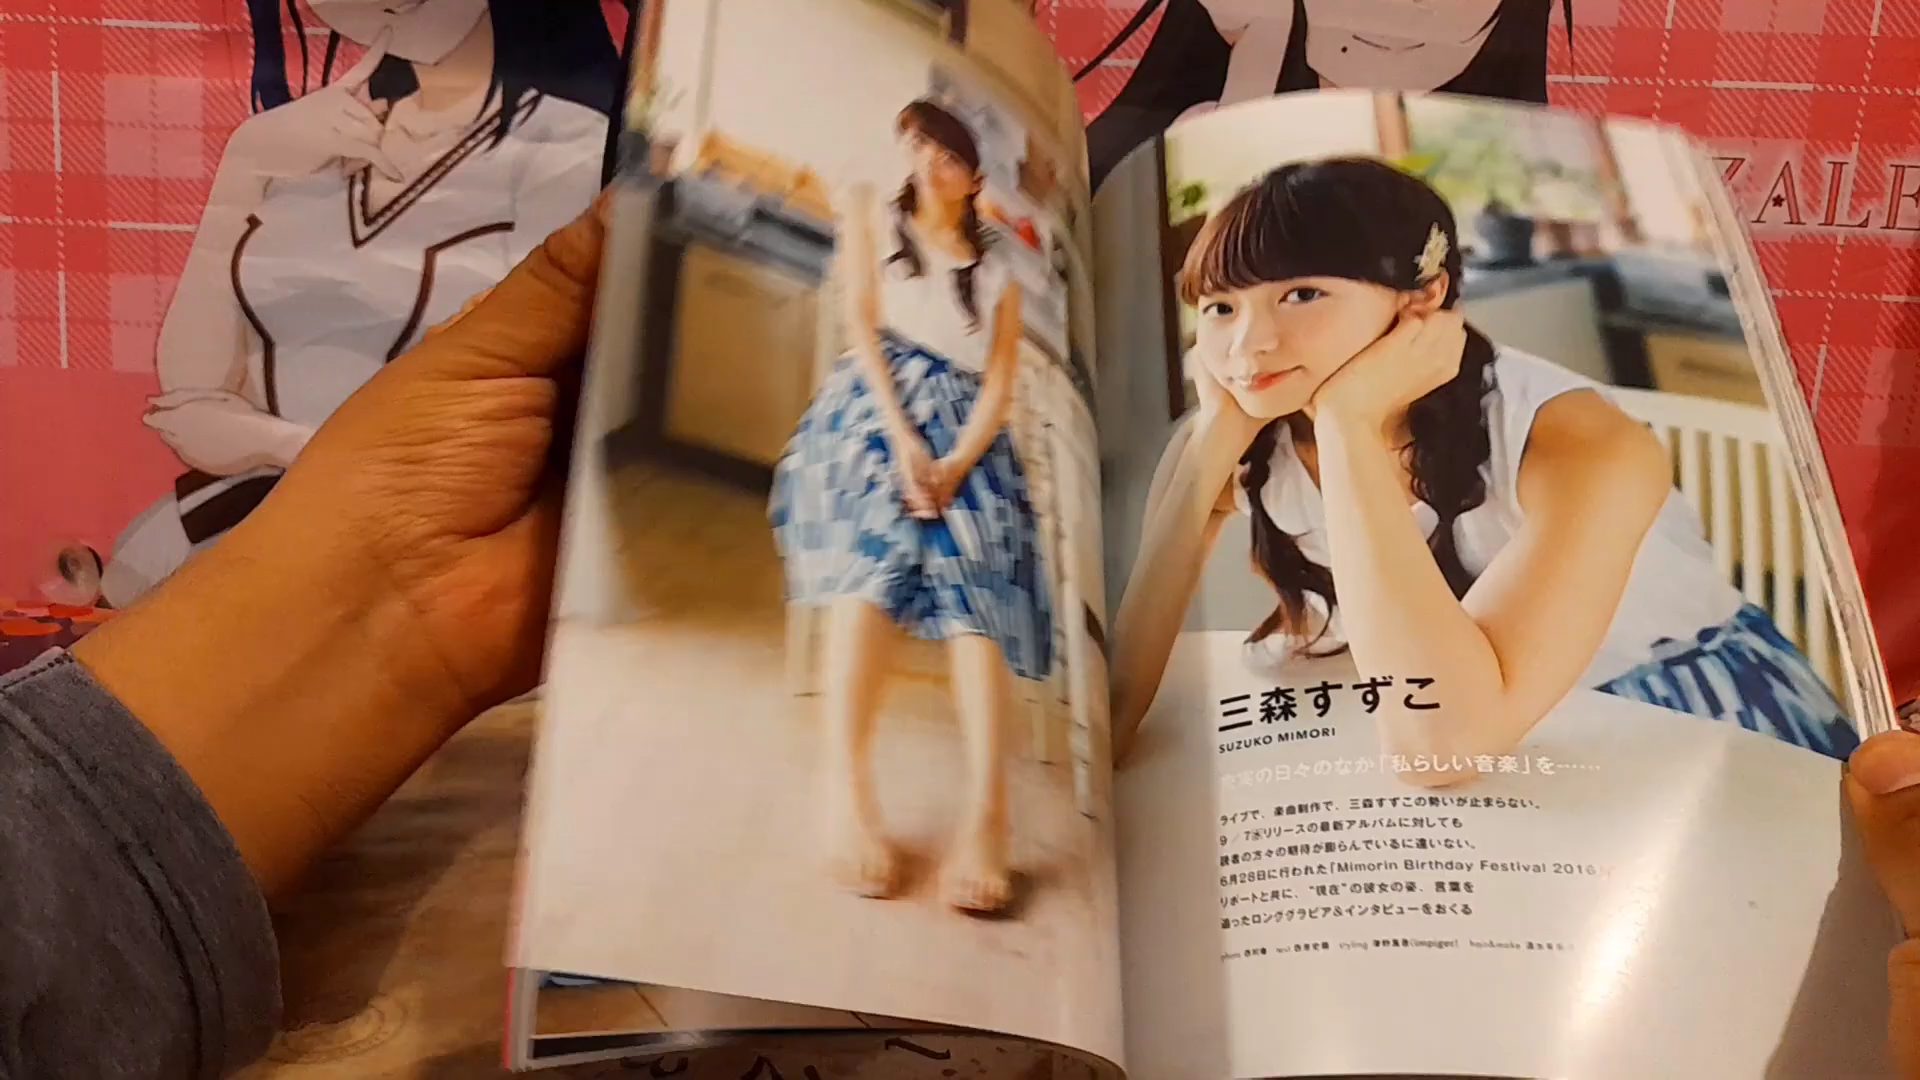 ZALE
三森すずこ
SUZUKO MIMORI
の日々のなか「私らしい音楽」を……
ライブで、楽曲制作で、三森すずこの勢いが止まらない。
9／7㊌リリースの最新アルバムに対しても
読者の方々の期待が膨らんでいるに違いない。
6月28日に行われた「Mimorin Birthday Festival 2016」
リポートと共に、“現在”の彼女の姿、言葉を
追ったロンググラビア&インタビューをおくる
photo text styling (impiger) hair&make